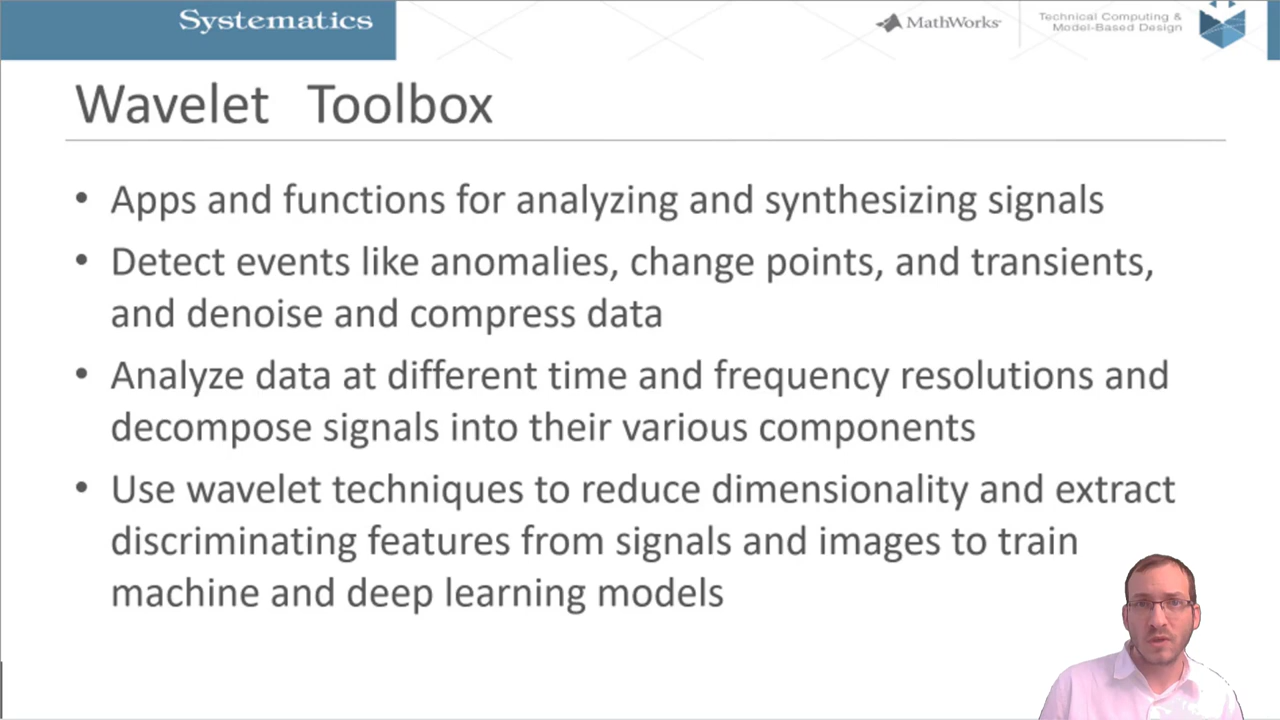 Systematics
MathWorks
Technical Computing &
Model-Based Design
Wavelet Toolbox
• Apps and functions for analyzing and synthesizing signals
• Detect events like anomalies, change points, and transients,
and denoise and compress data
• Analyze data at different time and frequency resolutions and
decompose signals into their various components
• Use wavelet techniques to reduce dimensionality and extract
discriminating features from signals and images to train
machine and deep learning models